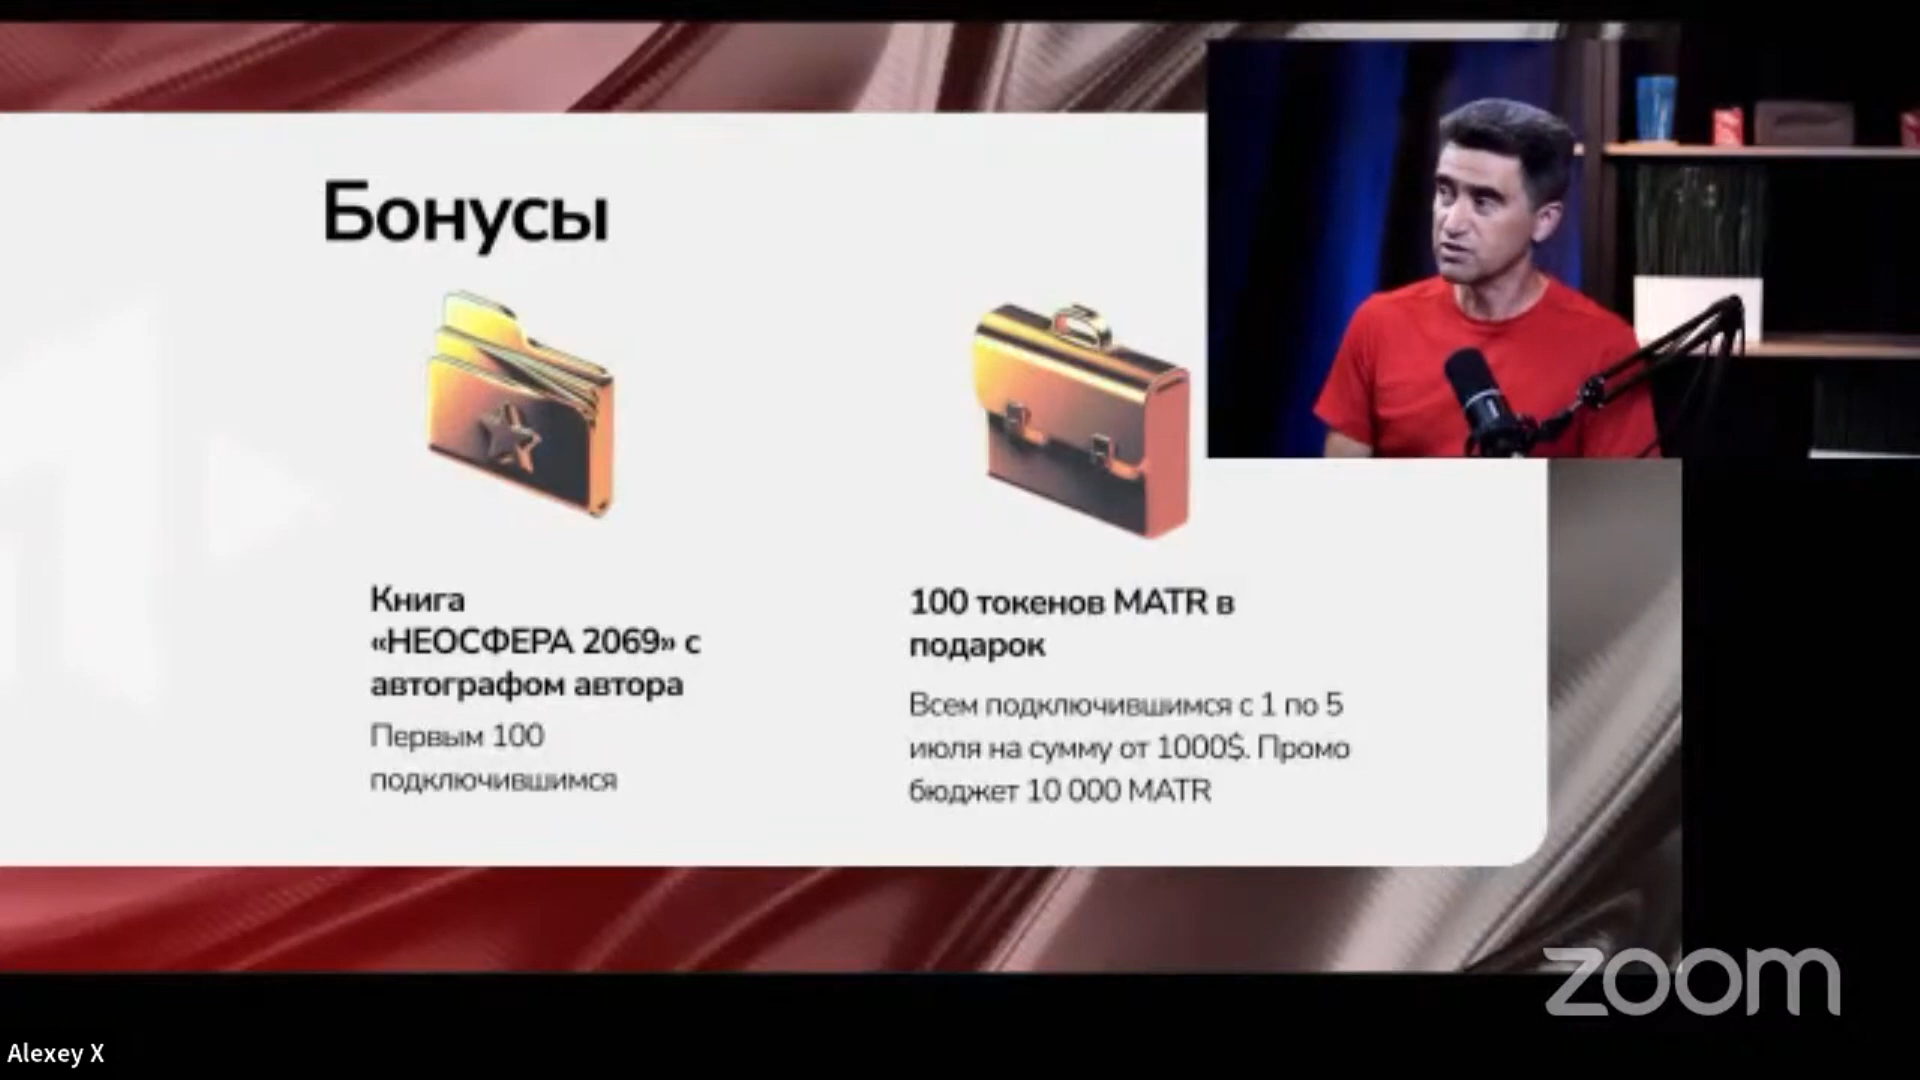 Бонусы
Книга
«НЕОСФЕРА 2069» с
автографом автора
Первым 100
подключившимся
100 токенов MATR в
подарок
Всем подключившимся с 1 по 5
июля на сумму от 1000$. Промо
бюджет 10 000 MATR
zoom
Alexey X